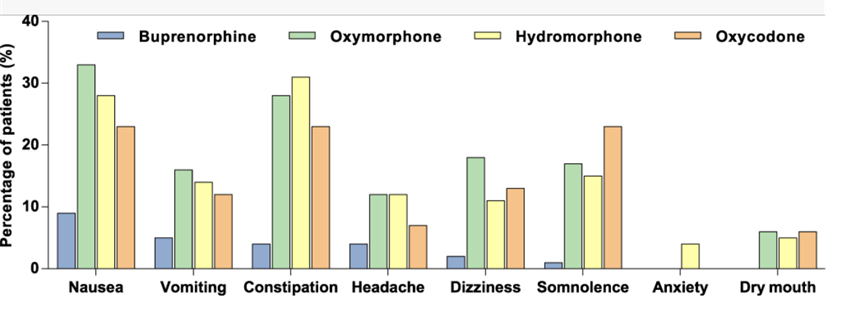 40
Buprenorphine Oxymorphone Hydromorphone Oxycodone
30
20
10
0
Percentage of patients (%)
Nausea Vomiting Constipation Headache Dizziness Somnolence Anxiety Dry mouth